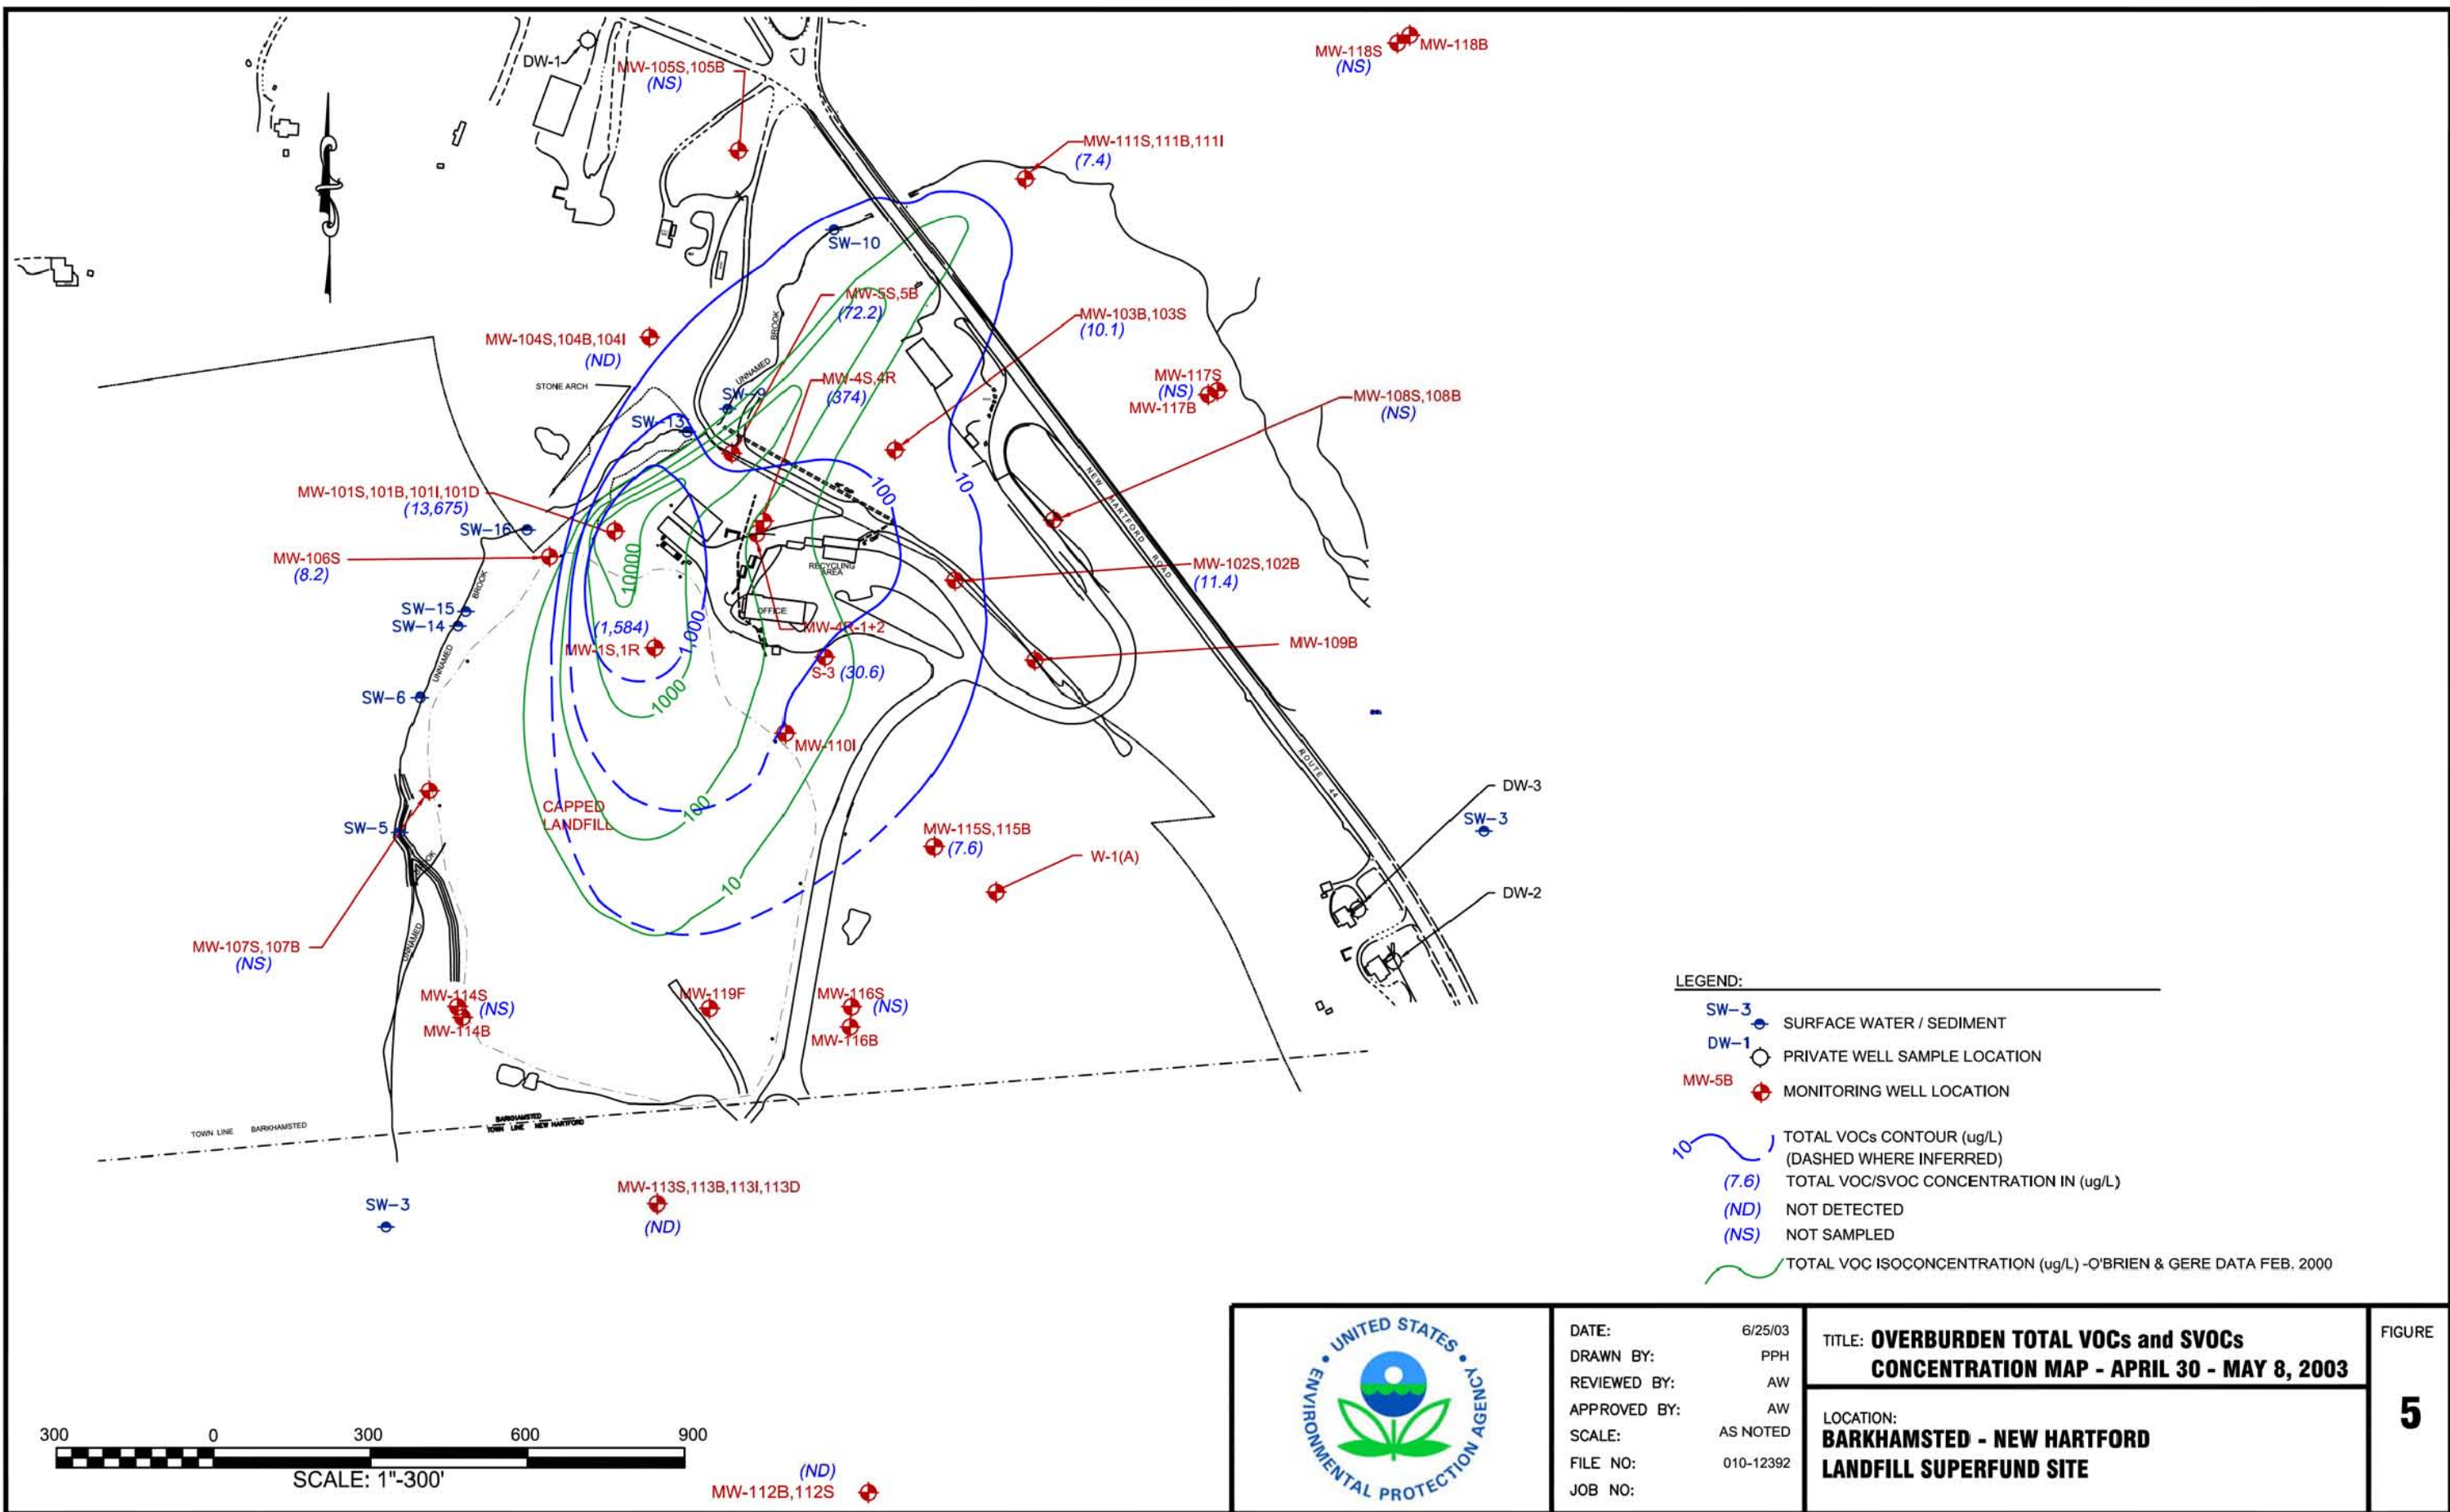 DW-1
MW-105S,105B
(NS)
MW-118S
(NS)
MW-118B
MW-111S,111B,111I
(7.4)
SW-10
MW-5S,5B
(72.2)
BROOK
UNNAMED
MW-103B,103S
(10.1)
MW-104S,104B,104I
(ND)
STONE ARCH
SW-9
MW-4S,4R
(374)
SW-13
MW-117S
(NS)
MW-117B
MW-108S,108B
(NS)
100
10
NEW HARTFORD ROAD
MW-101S,101B,101I,101D
(13,675)
SW-16
MW-106S
(8.2)
10000
RECYCLING
AREA
MW-102S,102B
(11.4)
BROOK
SW-15
SW-14
OFFICE
(1,584)
MW-1S,1R
1,000
MW-4R-1+2
S-3 (30.6)
MW-109B
UNNAMED
SW-6
1000
MW-110I
ROUTE 44
CAPPED
LANDFILL
100
SW-5
BROOK
MW-115S,115B
(7.6)
W-1(A)
10
DW-3
SW-3
DW-2
MW-107S,107B
(NS)
UNNAMED
MW-114S
(NS)
MW-114B
MW-119F
MW-116S
(NS)
MW-116B
TOWN LINE BARKHAMSTED
BARKHAMSTED
TOWN LINE NEW HARTFORD
SW-3
MW-113S,113B,113I,113D
(ND)
(ND)
MW-112B,112S
300 0 300 600 900
SCALE: 1"-300'
LEGEND:
SW-3
SURFACE WATER / SEDIMENT
DW-1
PRIVATE WELL SAMPLE LOCATION
MW-5B
MONITORING WELL LOCATION
10
TOTAL VOCs CONTOUR (ug/L)
(DASHED WHERE INFERRED)
(7.6) TOTAL VOC/SVOC CONCENTRATION IN (ug/L)
(ND) NOT DETECTED
(NS) NOT SAMPLED
TOTAL VOC ISOCONCENTRATION (ug/L) -O'BRIEN & GERE DATA FEB. 2000
UNITED STATES
ENVIRONMENTAL PROTECTION AGENCY
DATE: 6/25/03
DRAWN BY: PPH
REVIEWED BY: AW
APPROVED BY: AW
SCALE: AS NOTED
FILE NO: 010-12392
JOB NO:
TITLE: OVERBURDEN TOTAL VOCs and SVOCs
CONCENTRATION MAP - APRIL 30 - MAY 8, 2003
LOCATION:
BARKHAMSTED - NEW HARTFORD
LANDFILL SUPERFUND SITE
FIGURE
5